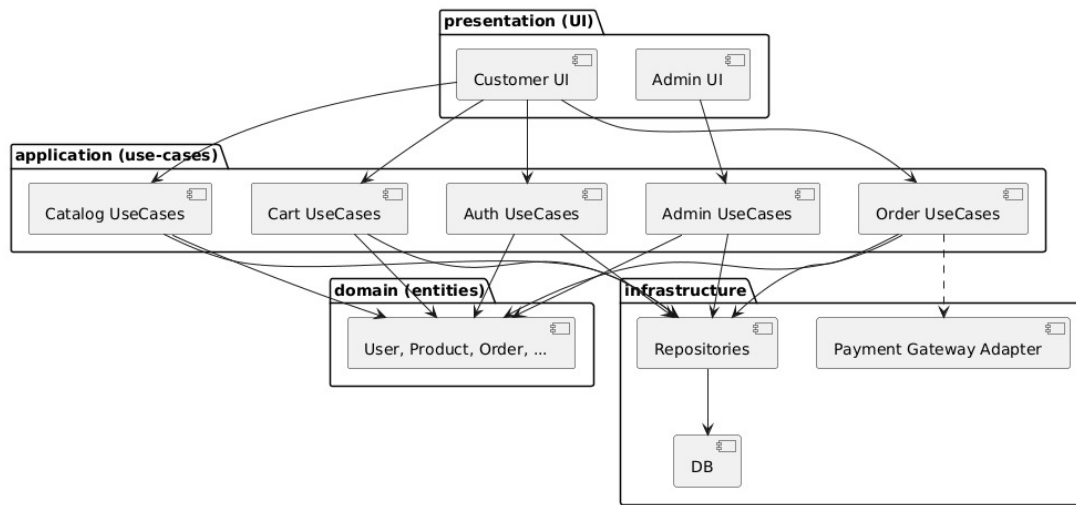 presentation (UI)
Customer UI
Admin UI
application (use-cases)
Catalog UseCases
Cart UseCases
Auth UseCases
Admin UseCases
Order UseCases
domain (entities)
infrastructure
User, Product, Order, ...
Repositories
Payment Gateway Adapter
DB